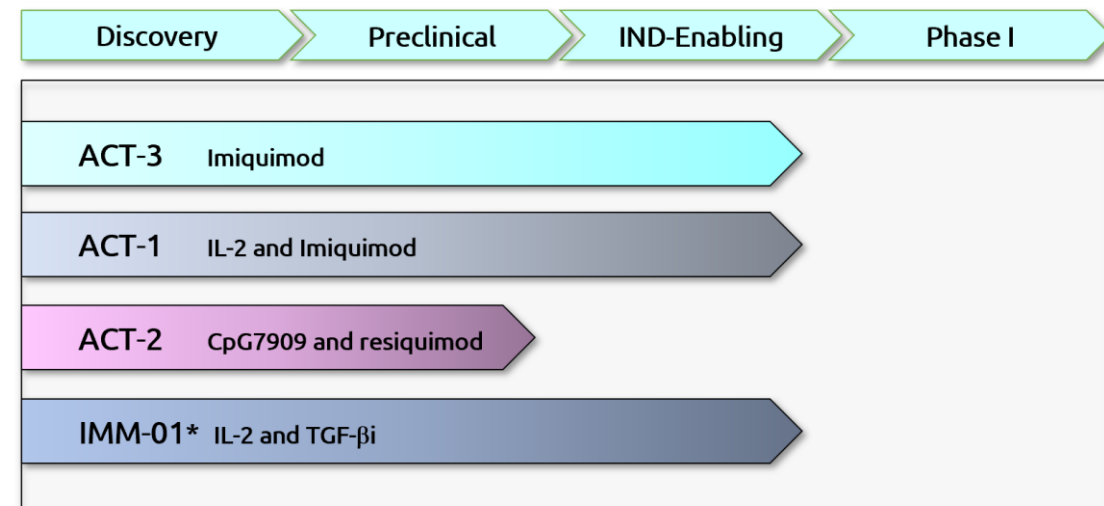 Discovery Preclinical IND-Enabling Phase I
ACT-3 Imiquimod
ACT-1 IL-2 and Imiquimod
ACT-2 CpG7909 and resiquimod
IMM-01* IL-2 and TGF-βi